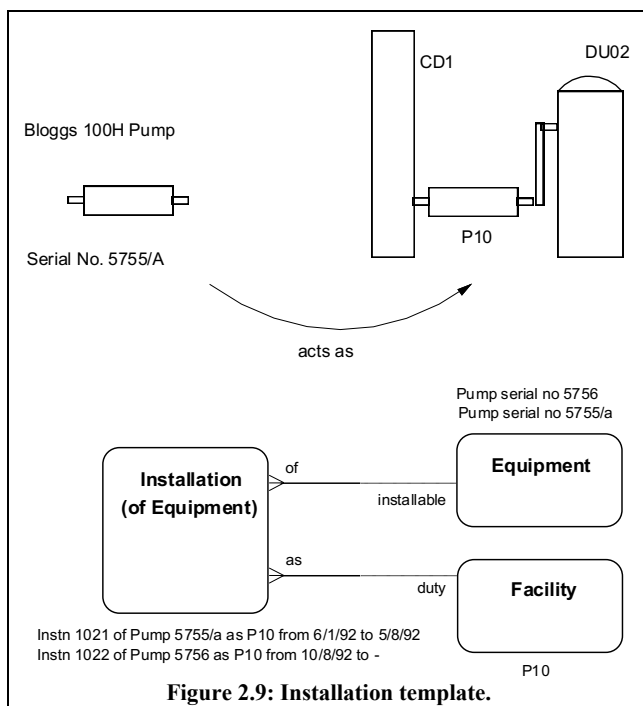 CD1
DU02
Bloggs 100H Pump
P10
Serial No. 5755/A
acts as
Pump serial no 5756
Pump serial no 5755/a
Installation
(of Equipment)
of
installable
Equipment
as
duty
Facility
Instn 1021 of Pump 5755/a as P10 from 6/1/92 to 5/8/92
Instn 1022 of Pump 5756 as P10 from 10/8/92 to -
P10
Figure 2.9: Installation template.